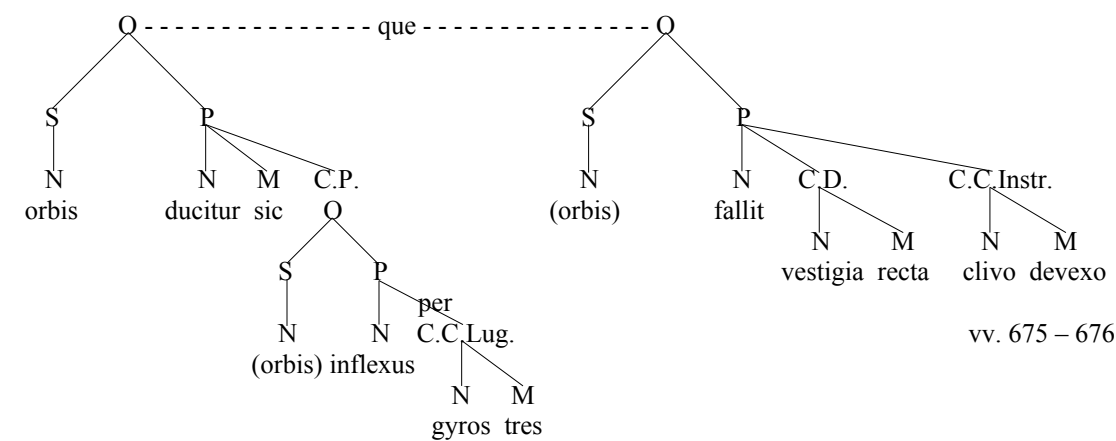 O - - - - - - - - - - - - - - - - - que - - - - - - - - - - - - - - - - - O
S P S P
N N M C.P. N N C.D. C.C.Instr.
orbis ducitur sic O (orbis) fallit N M N M
S P vestigia recta clivo devexo
per
N N C.C.Lug. vv. 675 – 676
(orbis) inflexus
N M
gyros tres